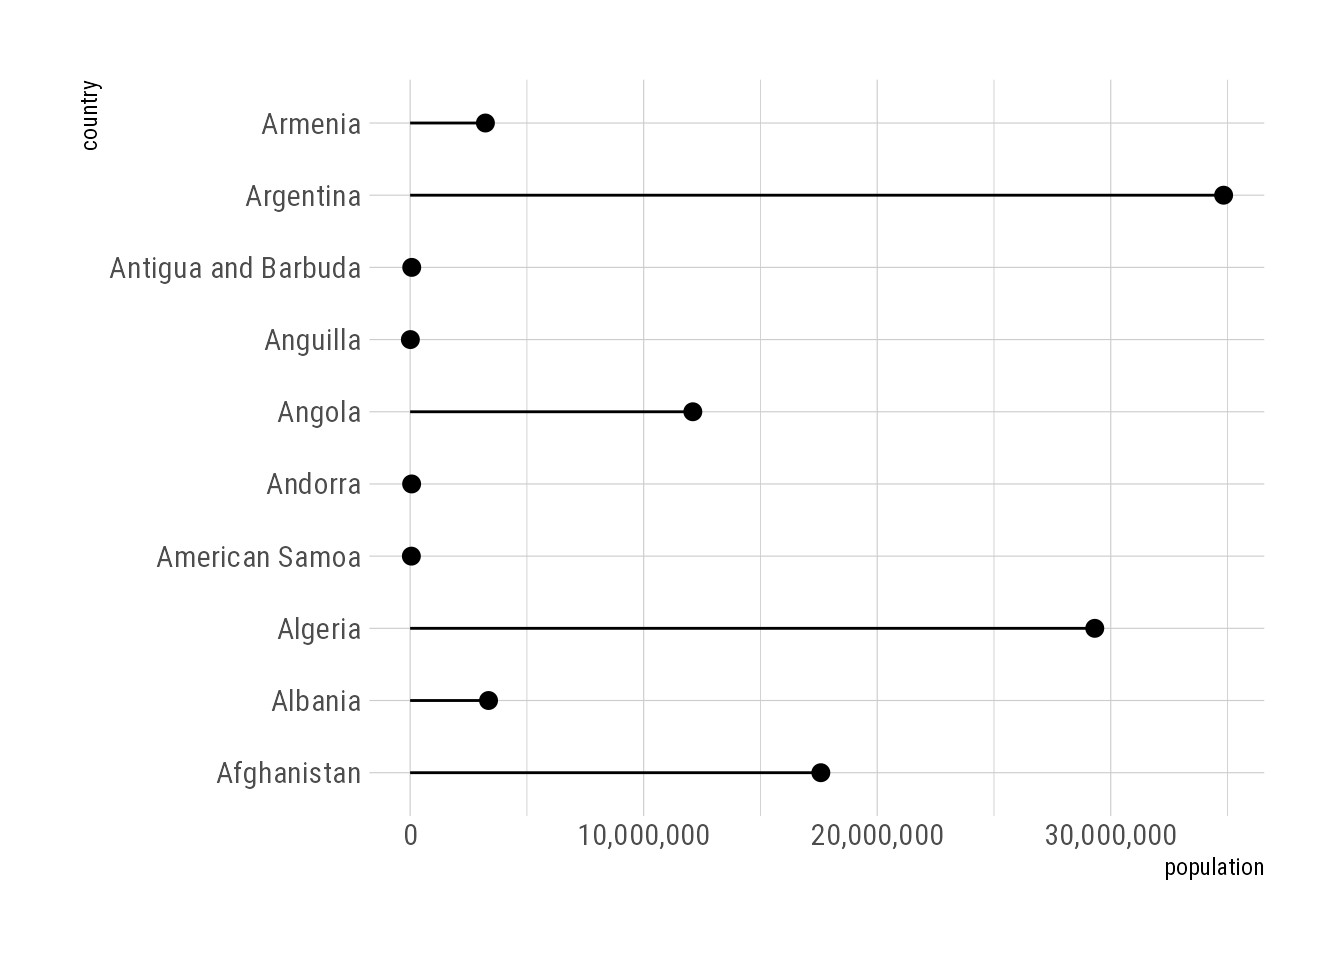 country
Armenia
Argentina
Antigua and Barbuda
Anguilla
Angola
Andorra
American Samoa
Algeria
Albania
Afghanistan
0 10,000,000 20,000,000 30,000,000
population